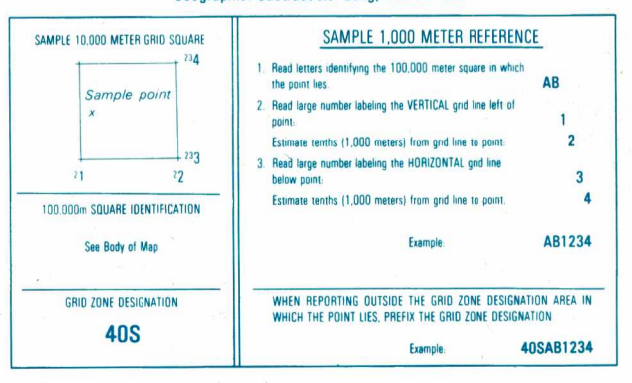 SAMPLE 10,000 METER GRID SQUARE
234
Sample point
x
233
21
22
100,000m SQUARE IDENTIFICATION
See Body of Map
GRID ZONE DESIGNATION
40S
SAMPLE 1,000 METER REFERENCE
1. Read letters identifying the 100,000 meter square in which
the point lies. AB
2. Read large number labeling the VERTICAL grid line left of
point: 1
Estimate tenths (1,000 meters) from grid line to point: 2
3. Read large number labeling the HORIZONTAL grid line
below point: 3
Estimate tenths (1,000 meters) from grid line to point. 4
Example: AB1234
WHEN REPORTING OUTSIDE THE GRID ZONE DESIGNATION AREA IN
WHICH THE POINT LIES, PREFIX THE GRID ZONE DESIGNATION
Example: 40SAB1234